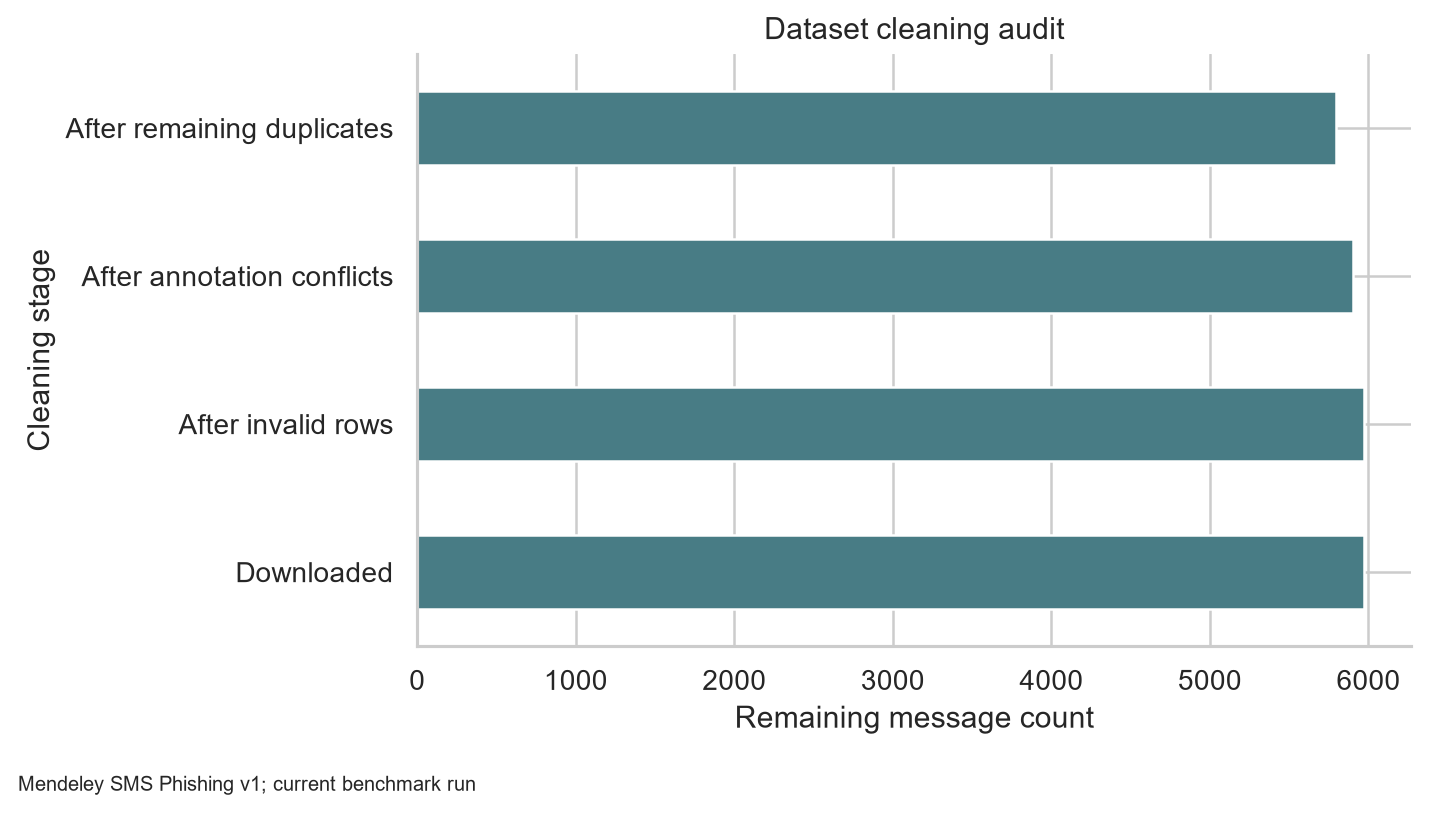 Dataset cleaning audit
After remaining duplicates
After annotation conflicts
After invalid rows
Downloaded
Cleaning stage
0 1000 2000 3000 4000 5000 6000
Remaining message count
Mendeley SMS Phishing v1; current benchmark run